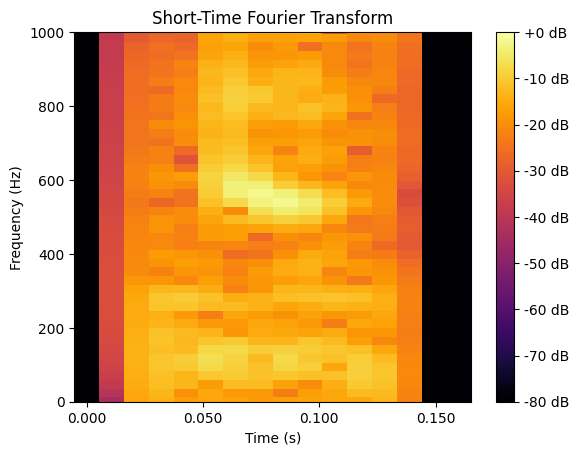 Short-Time Fourier Transform
Frequency (Hz)
1000
800
600
400
200
0
0.000
0.050
0.100
0.150
Time (s)
+0 dB
-10 dB
-20 dB
-30 dB
-40 dB
-50 dB
-60 dB
-70 dB
-80 dB